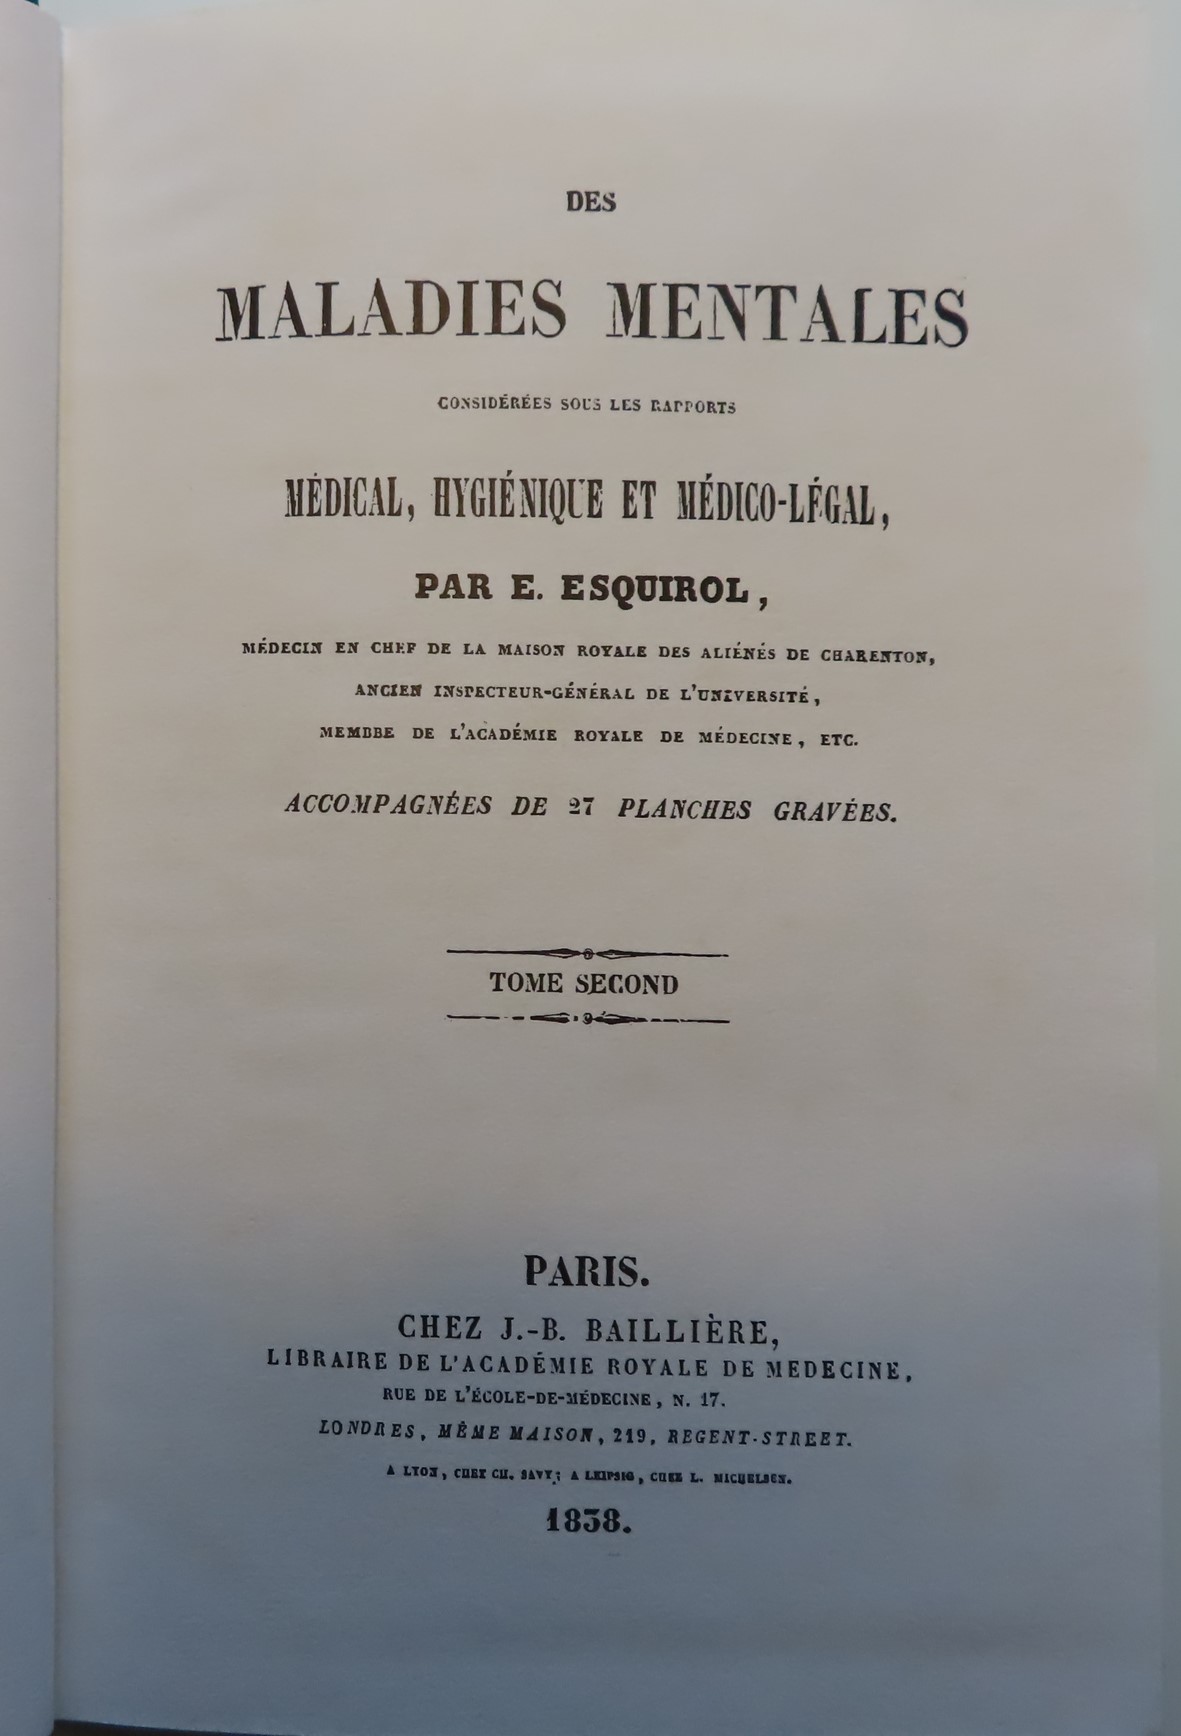 DES
MALADIES MENTALES
CONSIDÉRÉES SOUS LES RAPPORTS
MÉDICAL, HYGIÉNIQUE ET MÉDICO-LÉGAL,
PAR E. ESQUIROL,
MÉDECIN EN CHEF DE LA MAISON ROYALE DES ALIÉNÉS DE CHARENTON,
ANCIEN INSPECTEUR-GÉNÉRAL DE L'UNIVERSITÉ,
MEMBRE DE L'ACADÉMIE ROYALE DE MÉDECINE, ETC.
ACCOMPAGNÉES DE 27 PLANCHES GRAVÉES.
TOME SECOND
PARIS.
CHEZ J.-B. BAILLIÈRE,
LIBRAIRE DE L'ACADÉMIE ROYALE DE MEDECINE,
RUE DE L'ÉCOLE-DE-MÉDECINE, N. 17.
LONDRES, MÊME MAISON, 219, REGENT-STREET.
A LYON, CHEZ CH. SAVY; A LEIPSIG, CHEZ L. MICHELSEN.
1838.